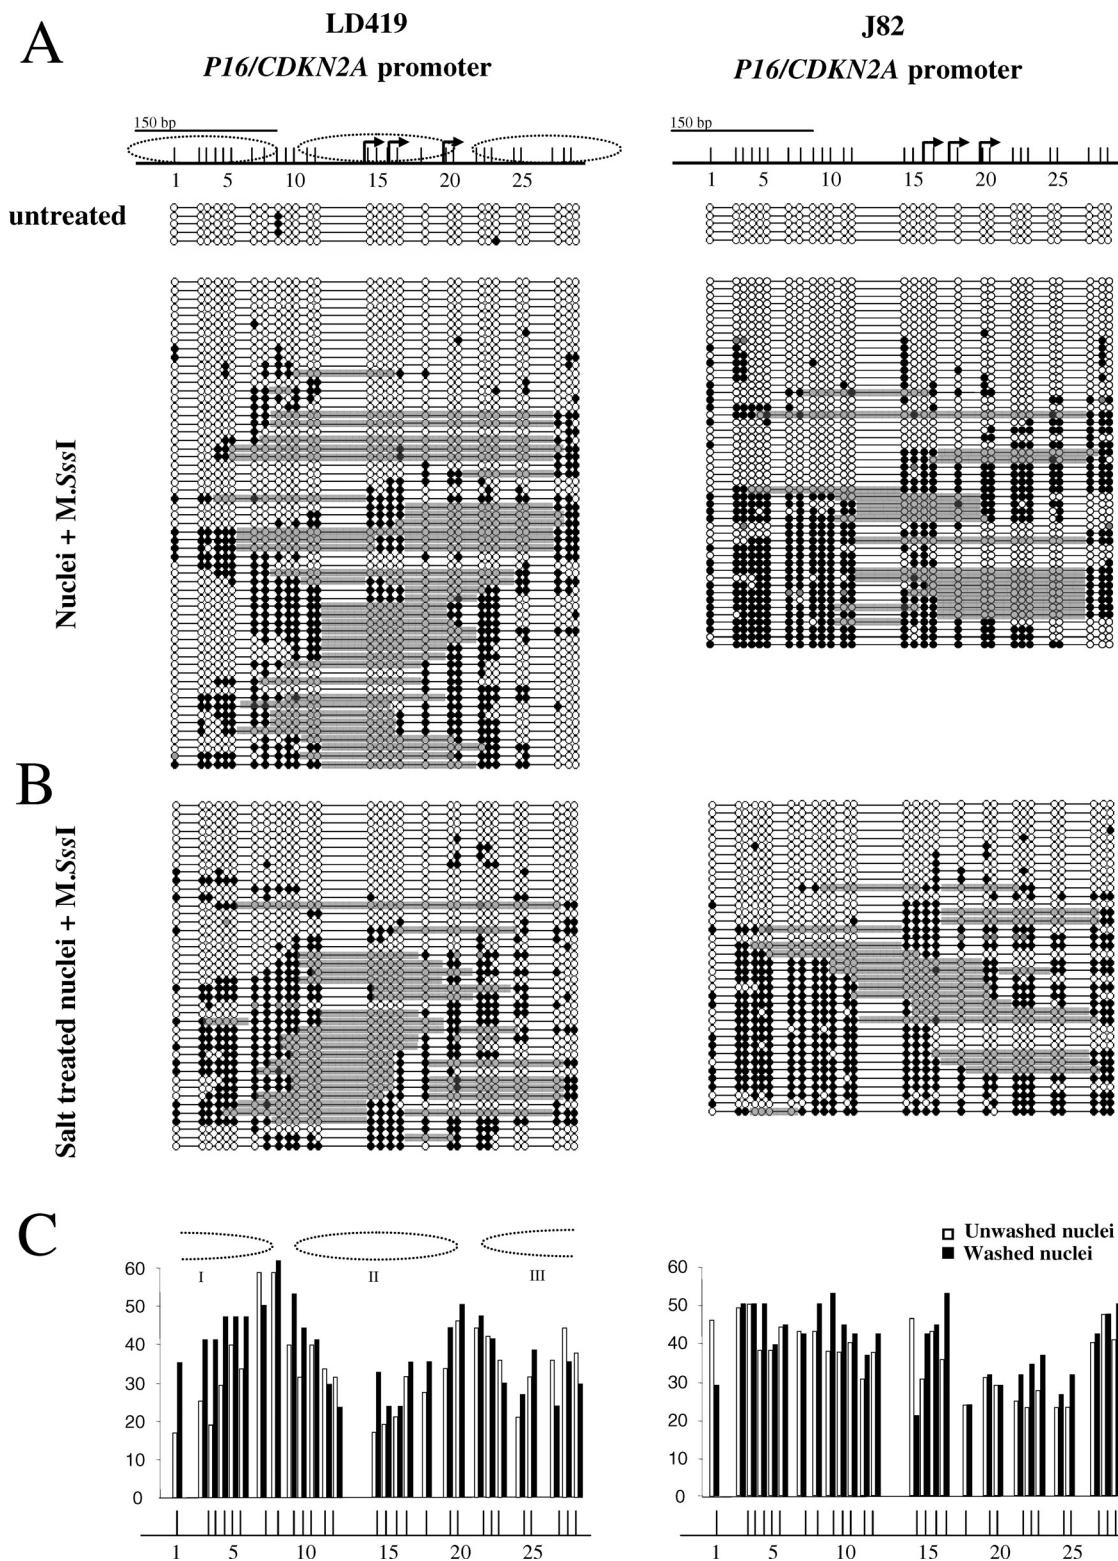 A
LD419
P16/CDKN2A promoter
J82
P16/CDKN2A promoter
150 bp
1 5 10 15 20 25
150 bp
1 5 10 15 20 25
untreated
Nuclei + M.SssI
B
Salt treated nuclei + M.SssI
C
Unwashed nuclei
Washed nuclei
I II III
60
50
40
30
20
10
0
1 5 10 15 20 25
60
50
40
30
20
10
0
1 5 10 15 20 25